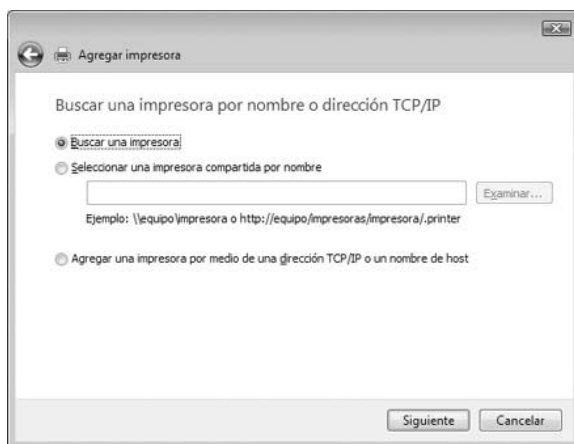 Agregar impresora
Buscar una impresora por nombre o dirección TCP/IP
Buscar una impresora
Seleccionar una impresora compartida por nombre
Examinar...
Ejemplo: \\equipo\impresora o http://equipo/impresoras/impresora/.printer
Agregar una impresora por medio de una dirección TCP/IP o un nombre de host
Siguiente Cancelar